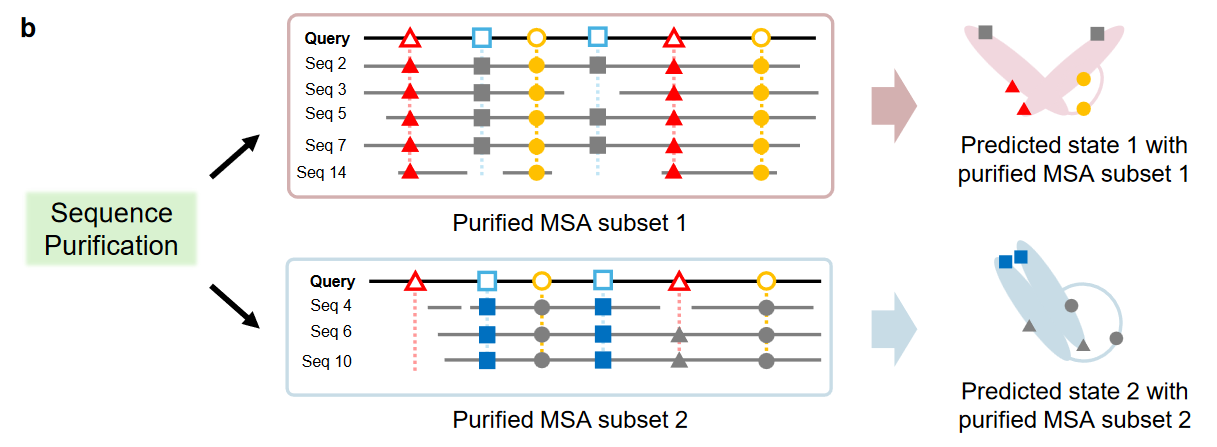 b
Sequence
Purification
Query
Seq 2
Seq 3
Seq 5
Seq 7
Seq 14
Purified MSA subset 1
Predicted state 1 with
purified MSA subset 1
Query
Seq 4
Seq 6
Seq 10
Purified MSA subset 2
Predicted state 2 with
purified MSA subset 2